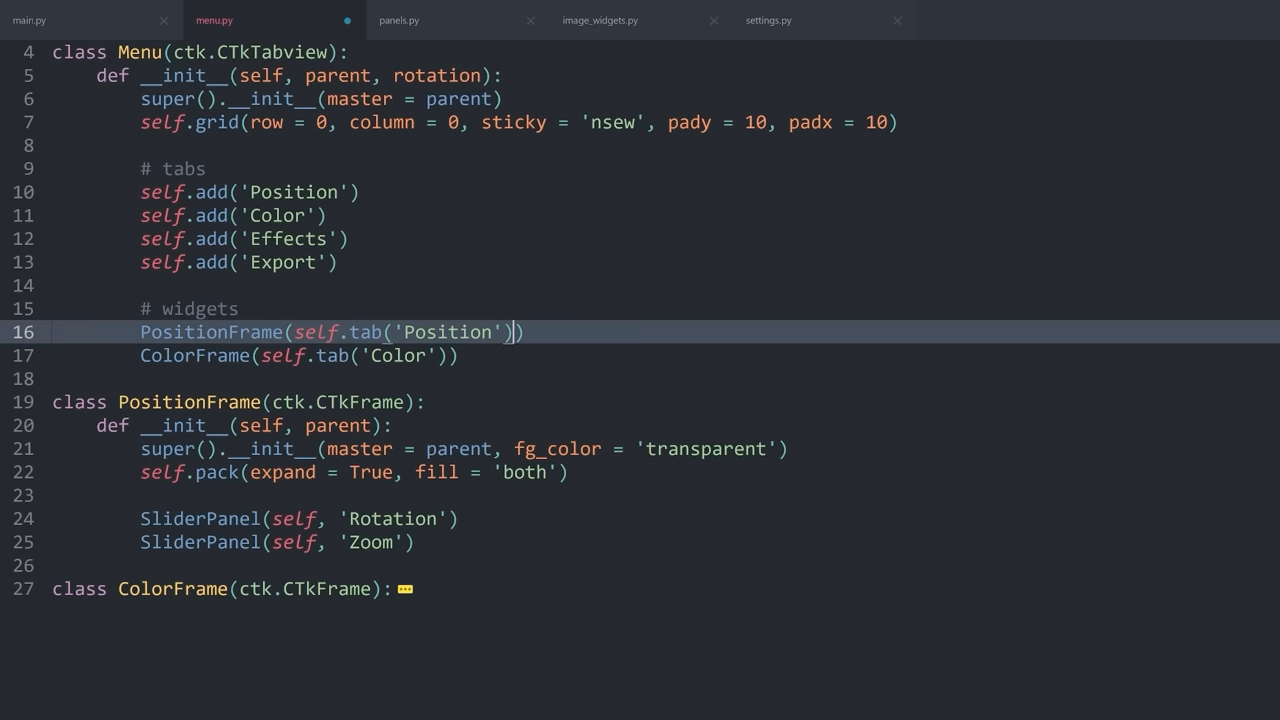 main.py menu.py panels.py image_widgets.py settings.py
4 class Menu(ctk.CTkTabview):
5     def __init__(self, parent, rotation):
6         super().__init__(master = parent)
7         self.grid(row = 0, column = 0, sticky = 'nsew', pady = 10, padx = 10)
8
9         # tabs
10         self.add('Position')
11         self.add('Color')
12         self.add('Effects')
13         self.add('Export')
14
15         # widgets
16         PositionFrame(self.tab('Position'))
17         ColorFrame(self.tab('Color'))
18
19 class PositionFrame(ctk.CTkFrame):
20     def __init__(self, parent):
21         super().__init__(master = parent, fg_color = 'transparent')
22         self.pack(expand = True, fill = 'both')
23
24         SliderPanel(self, 'Rotation')
25         SliderPanel(self, 'Zoom')
26
27 class ColorFrame(ctk.CTkFrame):